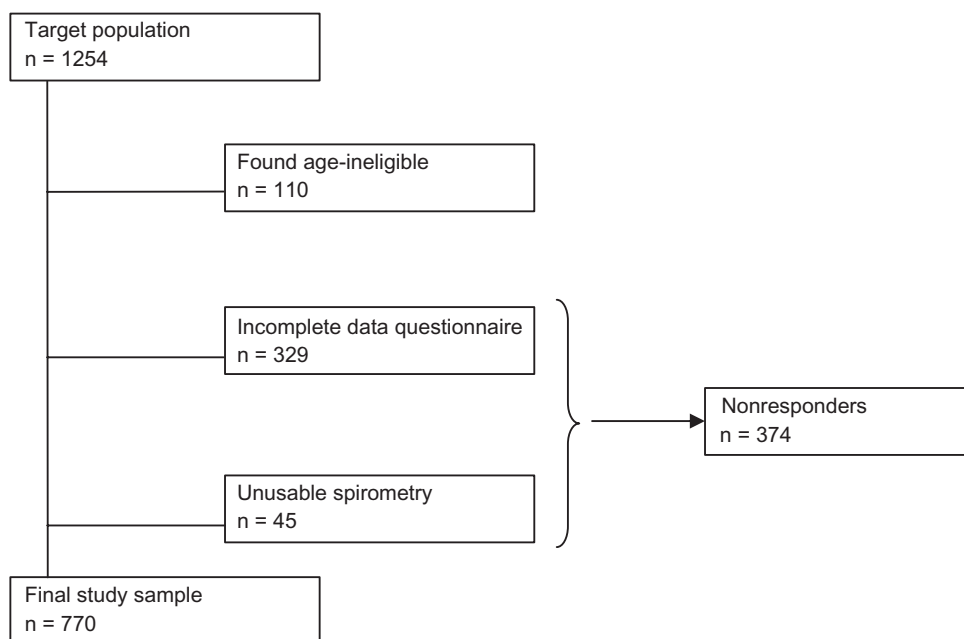 Target population
n = 1254
Found age-ineligible
n = 110
Incomplete data questionnaire
n = 329
Nonresponders
n = 374
Unusable spirometry
n = 45
Final study sample
n = 770